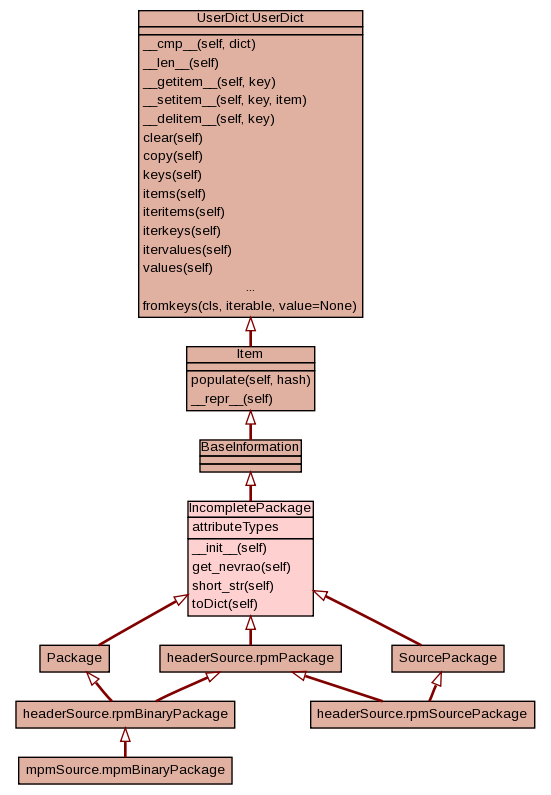 UserDict.UserDict
__cmp__(self, dict)
__len__(self)
__getitem__(self, key)
__setitem__(self, key, item)
__delitem__(self, key)
clear(self)
copy(self)
keys(self)
items(self)
iteritems(self)
iterkeys(self)
itervalues(self)
values(self)
...
fromkeys(cls, iterable, value=None)
Item
populate(self, hash)
__repr__(self)
BaseInformation
IncompletePackage
attributeTypes
__init__(self)
get_nevrao(self)
short_str(self)
toDict(self)
Package
headerSource.rpmPackage
SourcePackage
headerSource.rpmBinaryPackage
headerSource.rpmSourcePackage
mpmSource.mpmBinaryPackage